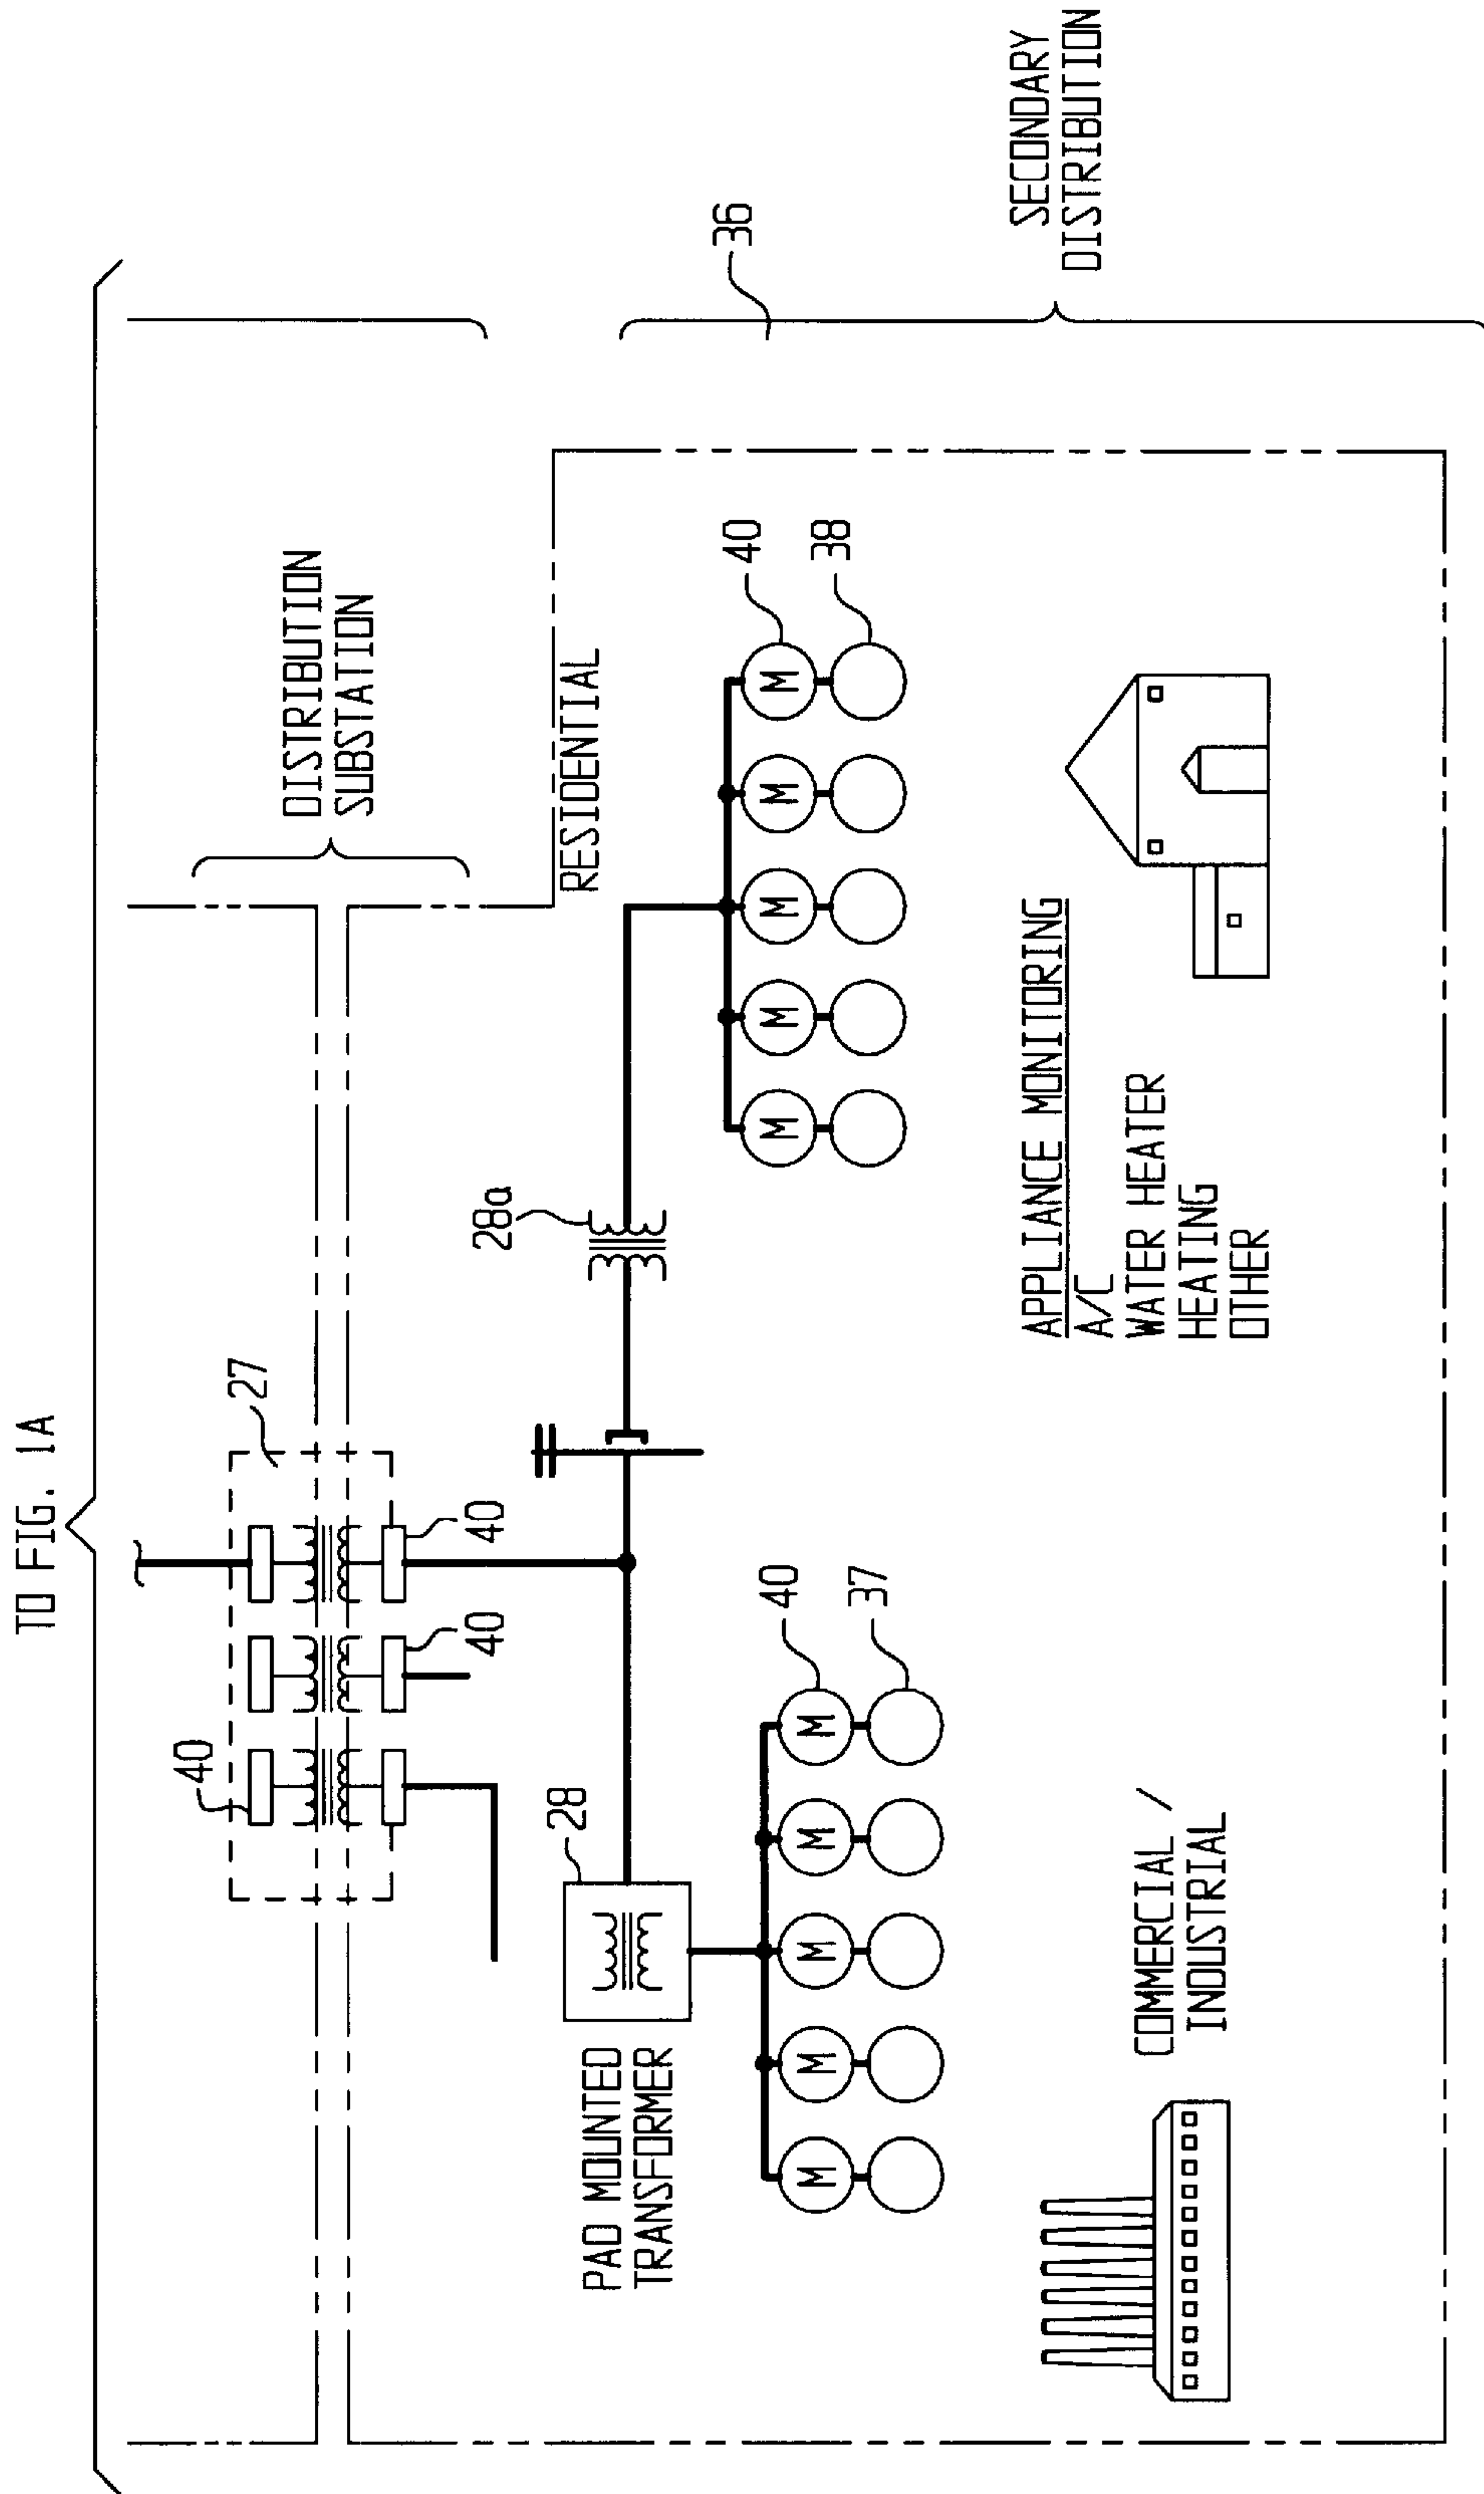 TO FIG. 1A
DISTRIBUTION
SUBSTATION
40
27
40
40
36
SECONDARY
DISTRIBUTION
RESIDENTIAL
28a
28
PAD MOUNTED
TRANSFORMER
40
38
40
37
APPLIANCE MONITORING
A/C
WATER HEATER
HEATING
OTHER
COMMERCIAL /
INDUSTRIAL
M
M
M
M
M
M
M
M
M
M